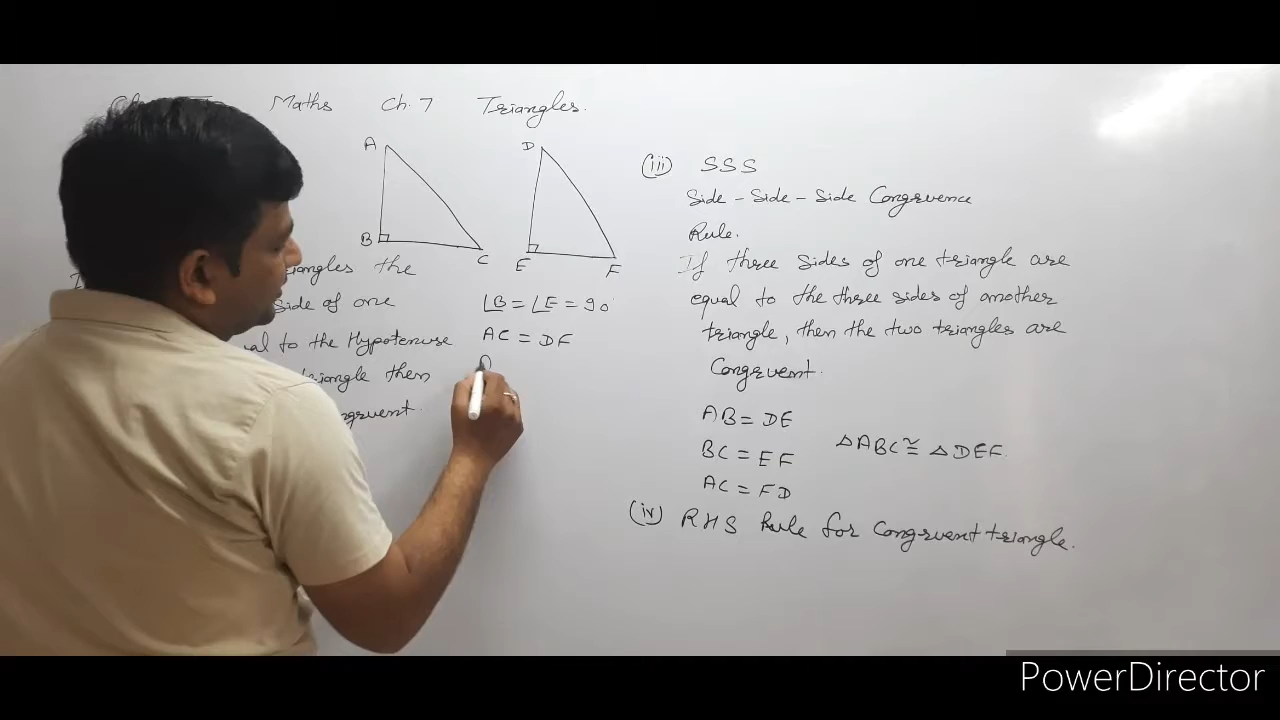 Maths Ch. 7 Triangles.
A
B
C
D
E
F
triangles the
side of one
to the Hypotenuse
triangle then
∠B = ∠E = 90°
AC = DF
(iii) SSS
Side - Side - Side Congruence
Rule.
If three sides of one triangle are
equal to the three sides of another
triangle, then the two triangles are
Congruent.
AB = DE
BC = EF
AC = FD
△ABC ≅ △DEF.
(iv) RHS Rule for Congruent triangle.
PowerDirector